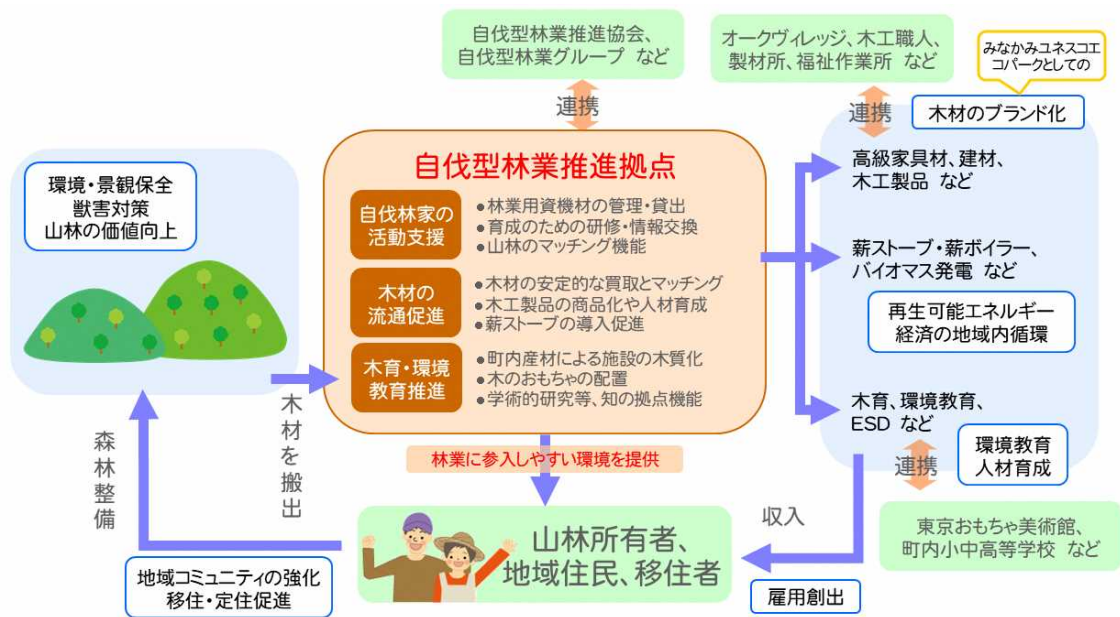 自伐型林業推進協会、
自伐型林業グループ など
連携
オークヴィレッジ、木工職人、
製材所、福祉作業所 など
連携
みなかみユネスコエ
コパークとしての
木材のブランド化
高級家具材、建材、
木工製品 など
薪ストーブ・薪ボイラー、
バイオマス発電 など
再生可能エネルギー
経済の地域内循環
木育、環境教育、
ESD など
環境教育
人材育成
連携
東京おもちゃ美術館、
町内小中高等学校 など
環境・景観保全
獣害対策
山林の価値向上
自伐型林業推進拠点
自伐林家の
活動支援
●林業用資機材の管理・貸出
●育成のための研修・情報交換
●山林のマッチング機能
木材の
流通促進
●木材の安定的な買取とマッチング
●木工製品の商品化や人材育成
●薪ストーブの導入促進
木育・環境
教育推進
●町内産材による施設の木質化
●木のおもちゃの配置
●学術的研究等、知の拠点機能
木材を搬出
森林整備
林業に参入しやすい環境を提供
山林所有者、
地域住民、移住者
収入
雇用創出
地域コミュニティの強化
移住・定住促進